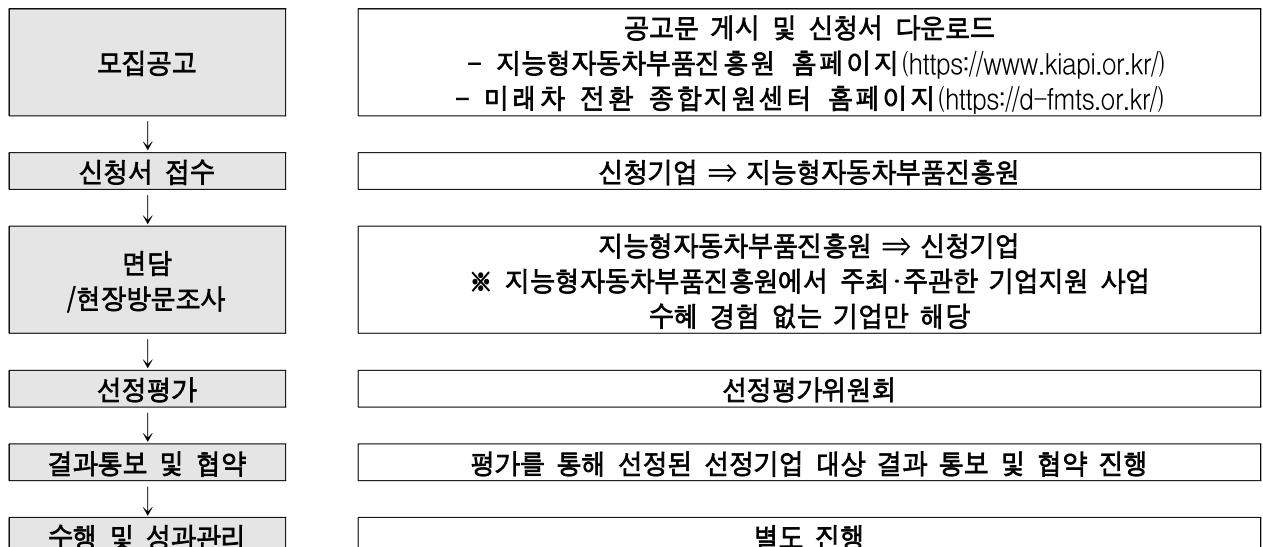 모집공고
공고문 게시 및 신청서 다운로드
- 지능형자동차부품진흥원 홈페이지(https://www.kiapi.or.kr/)
- 미래차 전환 종합지원센터 홈페이지(https://d-fmts.or.kr/)
↓
신청서 접수
신청기업 ⇒ 지능형자동차부품진흥원
↓
면담
/현장방문조사
지능형자동차부품진흥원 ⇒ 신청기업
※ 지능형자동차부품진흥원에서 주최·주관한 기업지원 사업
수혜 경험 없는 기업만 해당
↓
선정평가
선정평가위원회
↓
결과통보 및 협약
평가를 통해 선정된 선정기업 대상 결과 통보 및 협약 진행
↓
수행 및 성과관리
별도 진행